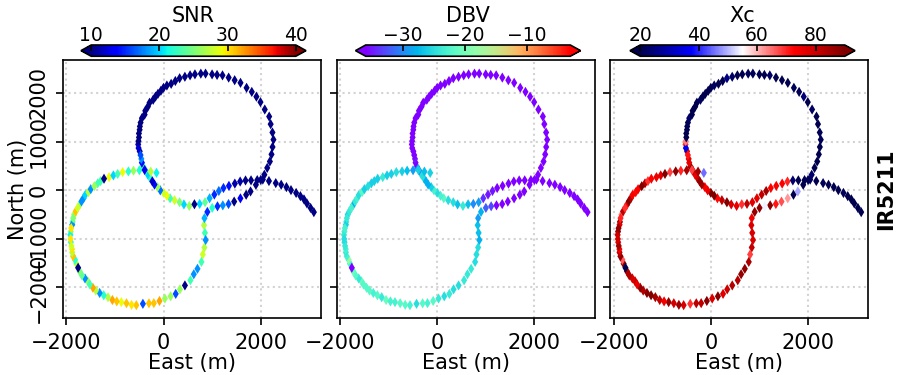 SNR DBV Xc
10 20 30 40 −30 −20 −10 20 40 60 80
North (m)
2000
1000
0
−1000
−2000
IR5211
−2000 0 2000 −2000 0 2000 −2000 0 2000
East (m) East (m) East (m)